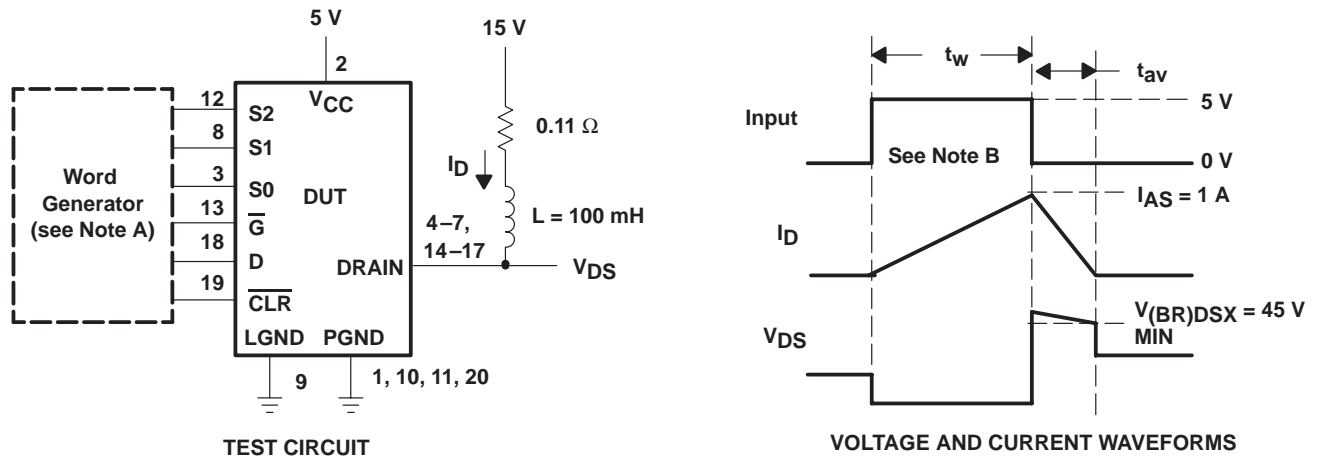 5 V
2
VCC
12
S2
8
S1
3
S0
13
G
18
D
19
CLR
Word
Generator
(see Note A)
DUT
DRAIN
LGND
PGND
9
1, 10, 11, 20
4–7,
14–17
15 V
0.11 Ω
ID
L = 100 mH
VDS
TEST CIRCUIT
tw
tav
Input
See Note B
5 V
0 V
IAS = 1 A
ID
V(BR)DSX = 45 V
MIN
VDS
VOLTAGE AND CURRENT WAVEFORMS